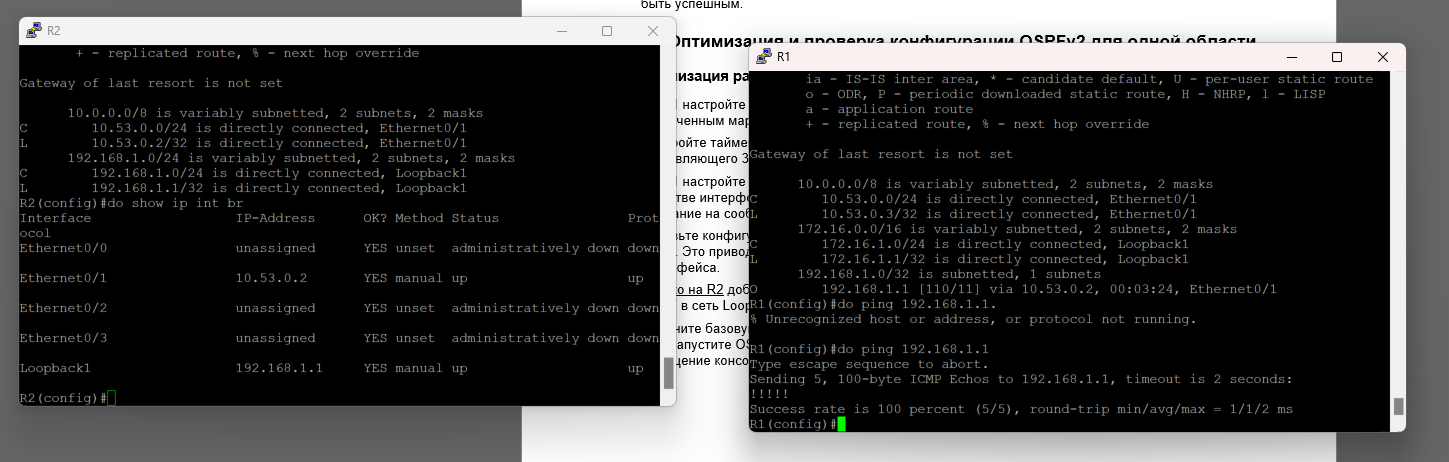 быть успешным.
Оптимизация и проверка конфигурации OSPFv2 для одной области
R2
+ - replicated route, % - next hop override
Gateway of last resort is not set
10.0.0.0/8 is variably subnetted, 2 subnets, 2 masks
C 10.53.0.0/24 is directly connected, Ethernet0/1
L 10.53.0.2/32 is directly connected, Ethernet0/1
192.168.1.0/24 is variably subnetted, 2 subnets, 2 masks
C 192.168.1.0/24 is directly connected, Loopback1
L 192.168.1.1/32 is directly connected, Loopback1
R2(config)#do show ip int br
Interface IP-Address OK? Method Status Prot
ocol
Ethernet0/0 unassigned YES unset administratively down down
Ethernet0/1 10.53.0.2 YES manual up up
Ethernet0/2 unassigned YES unset administratively down down
Ethernet0/3 unassigned YES unset administratively down down
Loopback1 192.168.1.1 YES manual up up
R2(config)#
изация ра
1 настройте
ченным мар
ройте тайме
вляющего 3
1 настройте
стве интерфе
ание на сооб
вьте конфигу
. Это привод
фейса.
ко на R2 доб
в сеть Loop
ните базову
апустите OS
щение консо
R1
ia - IS-IS inter area, * - candidate default, U - per-user static route
o - ODR, P - periodic downloaded static route, H - NHRP, l - LISP
a - application route
+ - replicated route, % - next hop override
Gateway of last resort is not set
10.0.0.0/8 is variably subnetted, 2 subnets, 2 masks
C 10.53.0.0/24 is directly connected, Ethernet0/1
L 10.53.0.3/32 is directly connected, Ethernet0/1
172.16.0.0/16 is variably subnetted, 2 subnets, 2 masks
C 172.16.1.0/24 is directly connected, Loopback1
L 172.16.1.1/32 is directly connected, Loopback1
192.168.1.0/32 is subnetted, 1 subnets
O 192.168.1.1 [110/11] via 10.53.0.2, 00:03:24, Ethernet0/1
R1(config)#do ping 192.168.1.1.
% Unrecognized host or address, or protocol not running.
R1(config)#do ping 192.168.1.1
Type escape sequence to abort.
Sending 5, 100-byte ICMP Echos to 192.168.1.1, timeout is 2 seconds:
!!!!!
Success rate is 100 percent (5/5), round-trip min/avg/max = 1/1/2 ms
R1(config)#